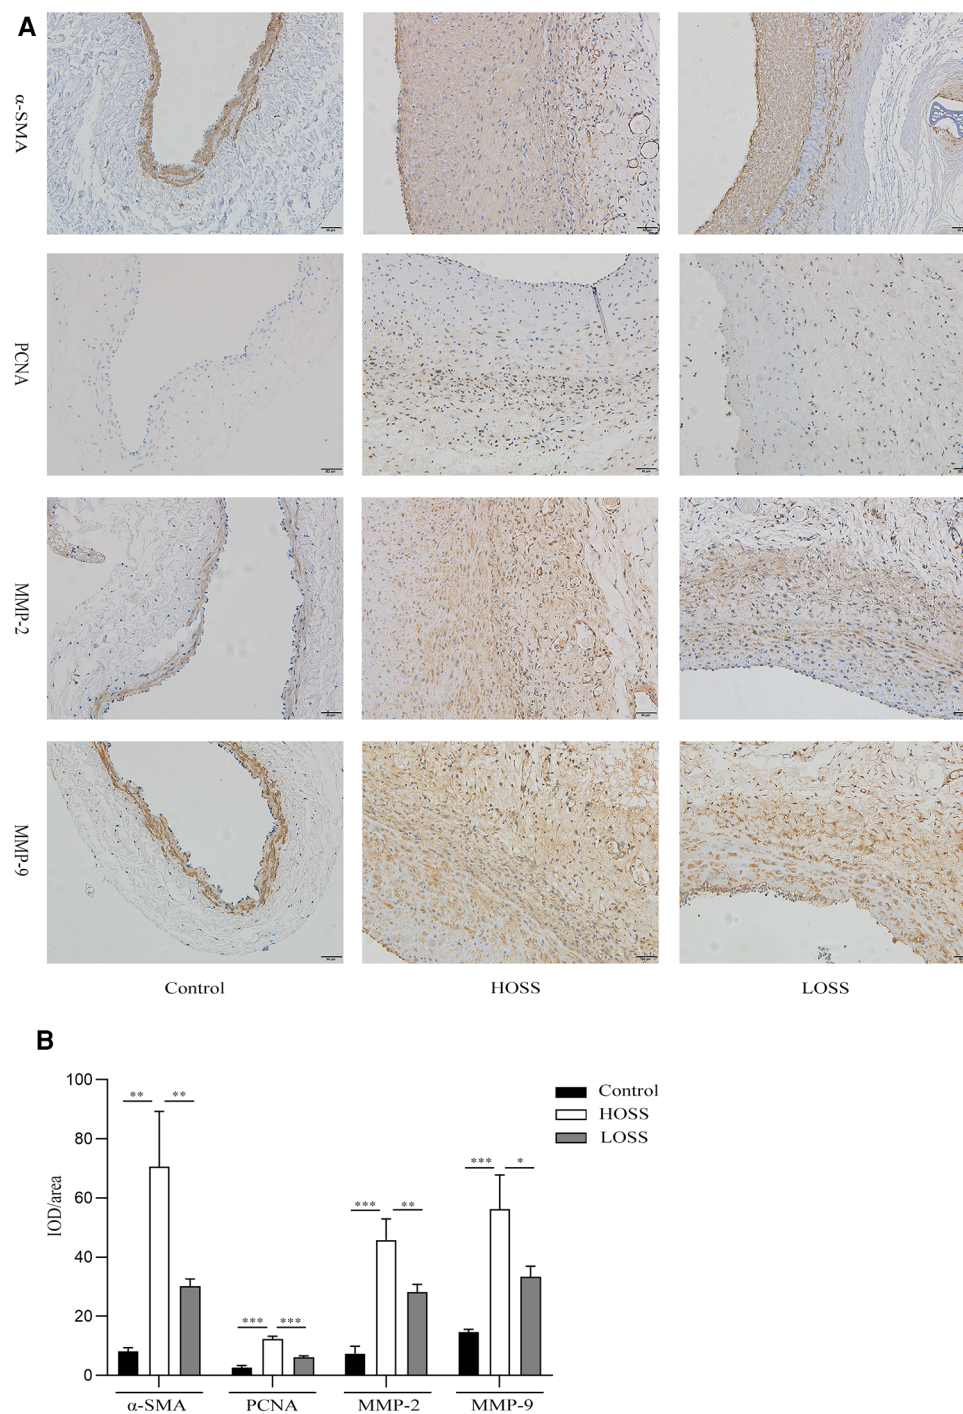 A
α-SMA
PCNA
MMP-2
MMP-9
Control HOSS LOSS
B
100
80
60
40
20
0
IOD/area
** **
*** ***
*** **
*** *
Control
HOSS
LOSS
α-SMA PCNA MMP-2 MMP-9